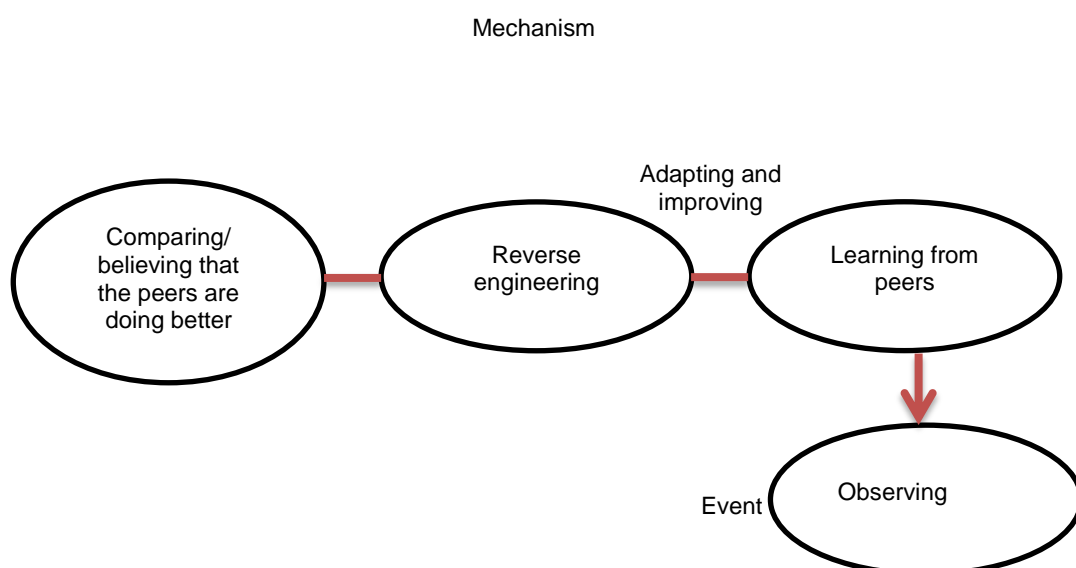 Mechanism
Adapting and
improving
Comparing/
believing that
the peers are
doing better
Reverse
engineering
Learning from
peers
Event
Observing